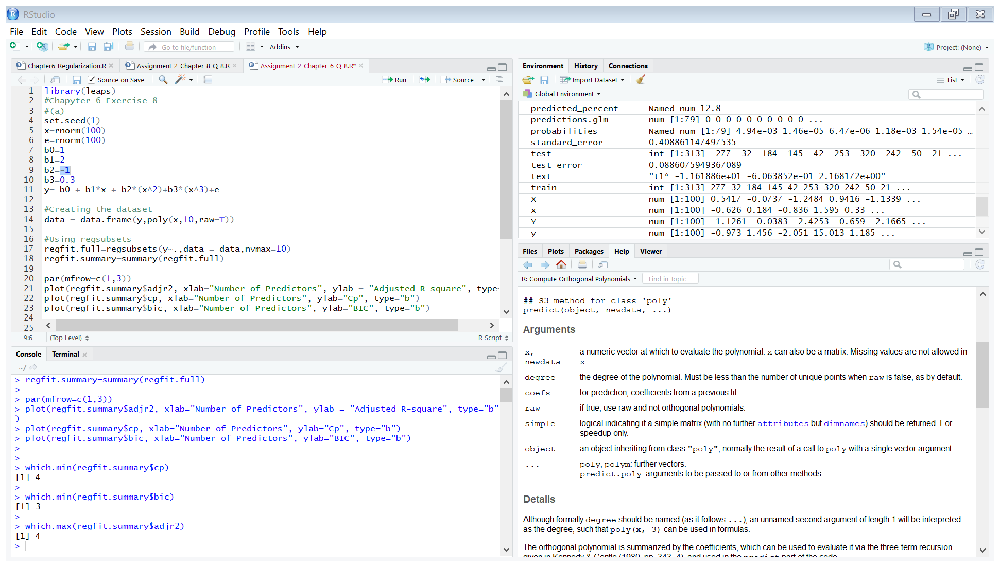 RStudio
File Edit Code View Plots Session Build Debug Profile Tools Help
Go to file/function Addins Project: (None)
Chapter6_Regularization.R Assignment_2_Chapter_8_Q_8.R Assignment_2_Chapter_6_Q_8.R*
Source on Save Run Source
1 library(leaps)
2 #Chapyter 6 Exercise 8
3 #(a)
4 set.seed(1)
5 x=rnorm(100)
6 e=rnorm(100)
7 b0=1
8 b1=2
9 b2=-1
10 b3=0.3
11 y= b0 + b1*x + b2*(x^2)+b3*(x^3)+e
12
13 #Creating the dataset
14 data = data.frame(y,poly(x,10,raw=T))
15
16 #Using regsubsets
17 regfit.full=regsubsets(y~.,data = data,nvmax=10)
18 regfit.summary=summary(regfit.full)
19
20 par(mfrow=c(1,3))
21 plot(regfit.summary$adjr2, xlab="Number of Predictors", ylab = "Adjusted R-square", type=
22 plot(regfit.summary$cp, xlab="Number of Predictors", ylab="Cp", type="b")
23 plot(regfit.summary$bic, xlab="Number of Predictors", ylab="BIC", type="b")
24
25
9:6 (Top Level) R Script
Console Terminal
~/
> regfit.summary=summary(regfit.full)
>
> par(mfrow=c(1,3))
> plot(regfit.summary$adjr2, xlab="Number of Predictors", ylab = "Adjusted R-square", type="b"
)
> plot(regfit.summary$cp, xlab="Number of Predictors", ylab="Cp", type="b")
> plot(regfit.summary$bic, xlab="Number of Predictors", ylab="BIC", type="b")
>
>
> which.min(regfit.summary$cp)
[1] 4
>
> which.min(regfit.summary$bic)
[1] 3
>
> which.max(regfit.summary$adjr2)
[1] 4
>
Environment History Connections
Import Dataset List
Global Environment
predicted_percent Named num 12.8
predictions.glm num [1:79] 0 0 0 0 0 0 0 0 0 0 ...
probabilities Named num [1:79] 4.94e-03 1.46e-05 6.47e-06 1.18e-03 1.54e-05 …
standard_error 0.408861147497535
test int [1:313] -277 -32 -184 -145 -42 -253 -320 -242 -50 -21 ...
test_error 0.0886075949367089
text "t1* -1.161886e+01 -6.063852e-01 2.168172e+00"
train int [1:313] 277 32 184 145 42 253 320 242 50 21 ...
X num [1:100] 0.5417 -0.0737 -1.2484 0.9416 -1.1339 ...
x num [1:100] -0.626 0.184 -0.836 1.595 0.33 ...
Y num [1:100] -1.1261 -0.0383 -2.4253 -0.659 -2.1665 ...
y num [1:100] -0.973 1.456 -2.051 15.013 1.185 ...
Files Plots Packages Help Viewer
R: Compute Orthogonal Polynomials Find in Topic
## S3 method for class 'poly'
predict(object, newdata, ...)
Arguments
x, a numeric vector at which to evaluate the polynomial. x can also be a matrix. Missing values are not allowed in
newdata x.
degree the degree of the polynomial. Must be less than the number of unique points when raw is false, as by default.
coefs for prediction, coefficients from a previous fit.
raw if true, use raw and not orthogonal polynomials.
simple logical indicating if a simple matrix (with no further attributes but dimnames) should be returned. For
speedup only.
object an object inheriting from class "poly", normally the result of a call to poly with a single vector argument.
... poly, polym: further vectors.
predict.poly: arguments to be passed to or from other methods.
Details
Although formally degree should be named (as it follows ...), an unnamed second argument of length 1 will be interpreted
as the degree, such that poly(x, 3) can be used in formulas.
The orthogonal polynomial is summarized by the coefficients, which can be used to evaluate it via the three-term recursion
given in Kennedy & Gentle (1980, pp. 343–4), and used in the predict part of the code.